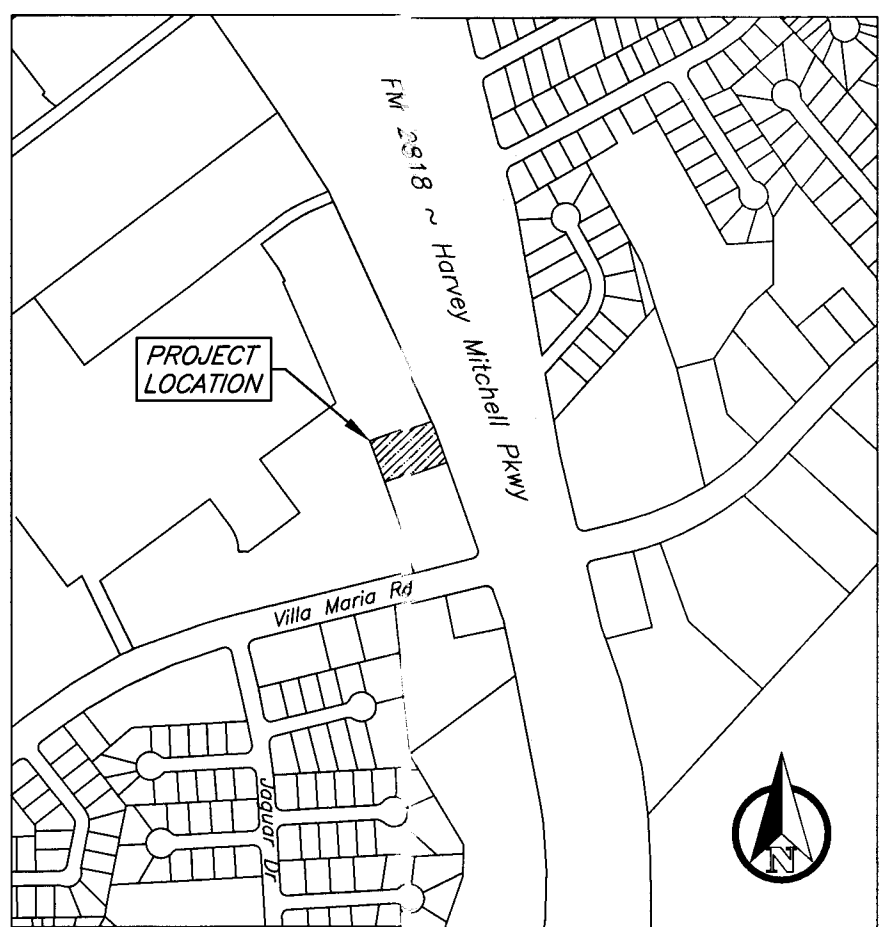 FM 2818 ~ Harvey Mitchell Pkwy
PROJECT
LOCATION
Villa Maria Rd
Jaguar Dr
N